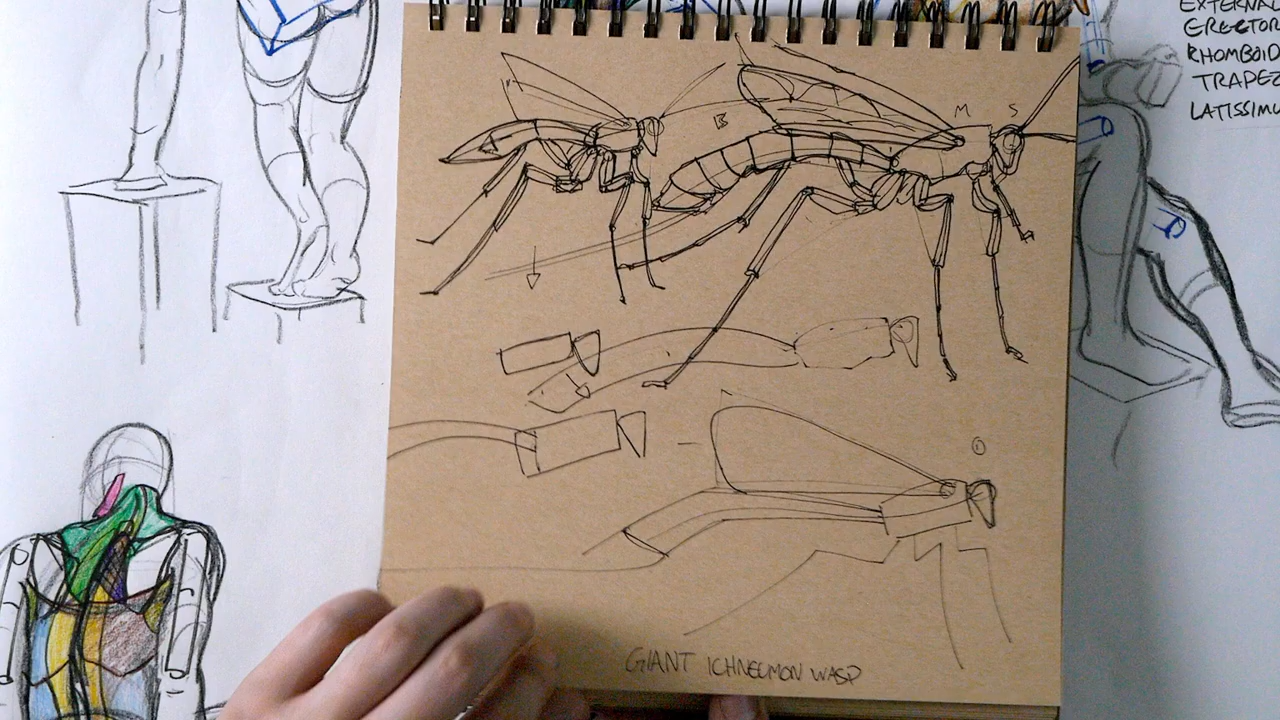 EXTERNAL
ERECTOR
RHOMBOID
TRAPEZ
LATISSIMU
B
M S
GIANT ICHNEUMON WASP